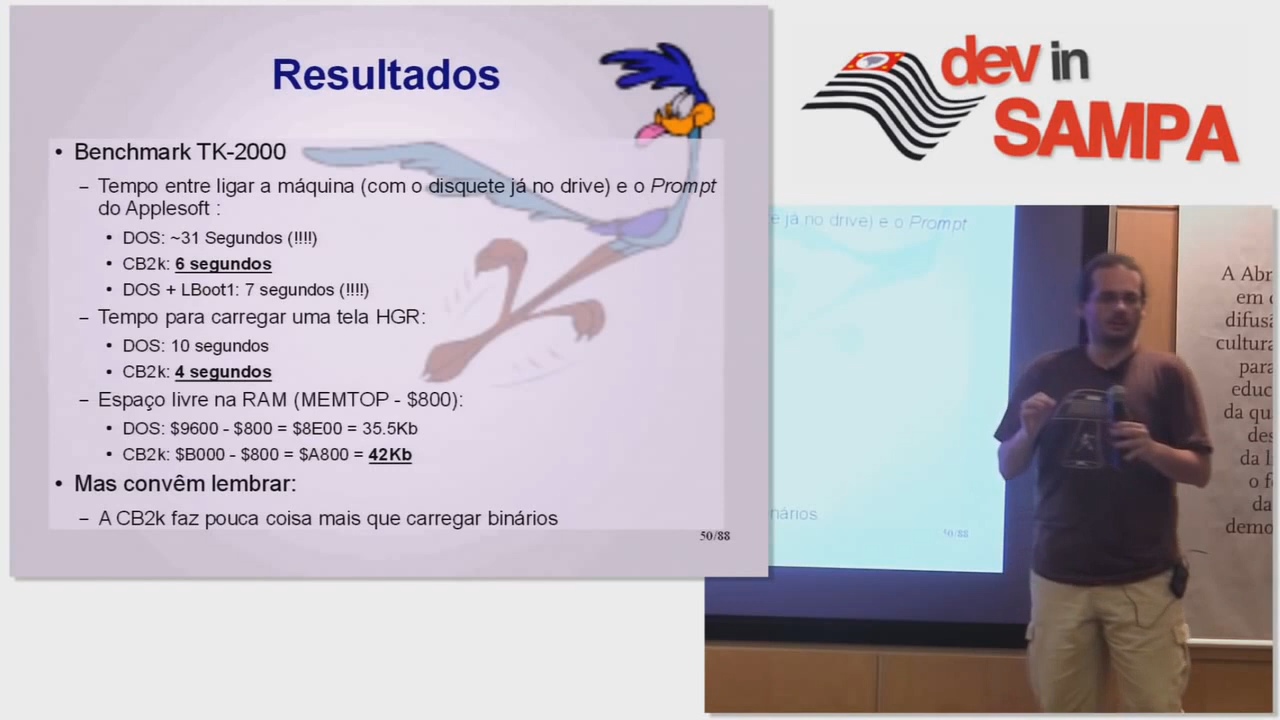 Resultados
• Benchmark TK-2000
– Tempo entre ligar a máquina (com o disquete já no drive) e o Prompt
do Applesoft :
• DOS: ~31 Segundos (!!!!)
• CB2k: 6 segundos
• DOS + LBoot1: 7 segundos (!!!!)
– Tempo para carregar uma tela HGR:
• DOS: 10 segundos
• CB2k: 4 segundos
– Espaço livre na RAM (MEMTOP - $800):
• DOS: $9600 - $800 = $8E00 = 35.5Kb
• CB2k: $B000 - $800 = $A800 = 42Kb
• Mas convêm lembrar:
– A CB2k faz pouca coisa mais que carregar binários
50/88
dev in
SAMPA
e já no drive) e o Prompt
nários
50/88
A Abr
em
difusã
cultura
para
educ
da qu
des
da l
o f
da
demo